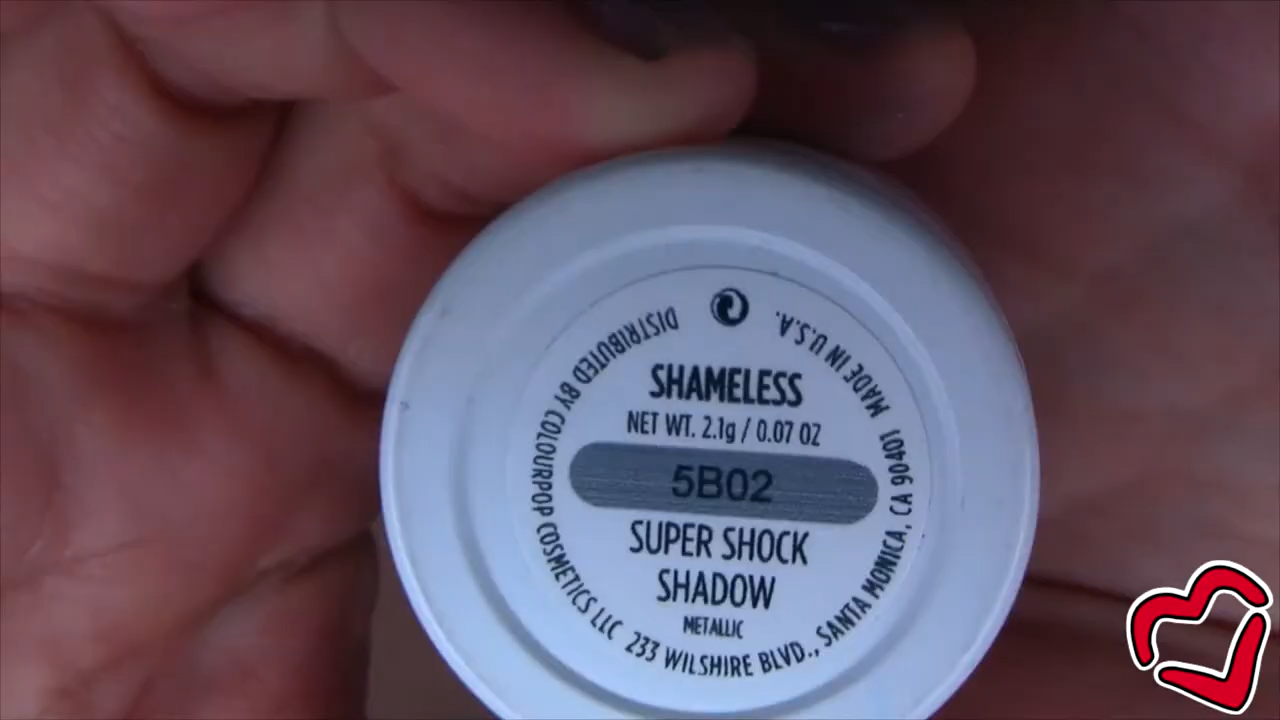 SHAMELESS
NET WT. 2.1g / 0.07 OZ
5B02
SUPER SHOCK
SHADOW
METALLIC
DISTRIBUTED BY COLOURPOP COSMETICS LLC 233 WILSHIRE BLVD., SANTA MONICA, CA 90401 MADE IN U.S.A.